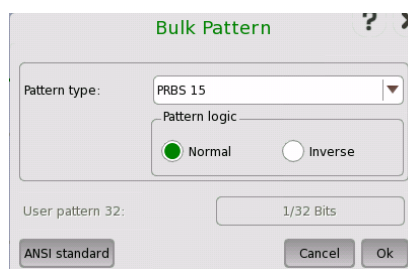 Bulk Pattern ?
Pattern type: PRBS 15
Pattern logic
Normal Inverse
User pattern 32: 1/32 Bits
ANSI standard Cancel Ok